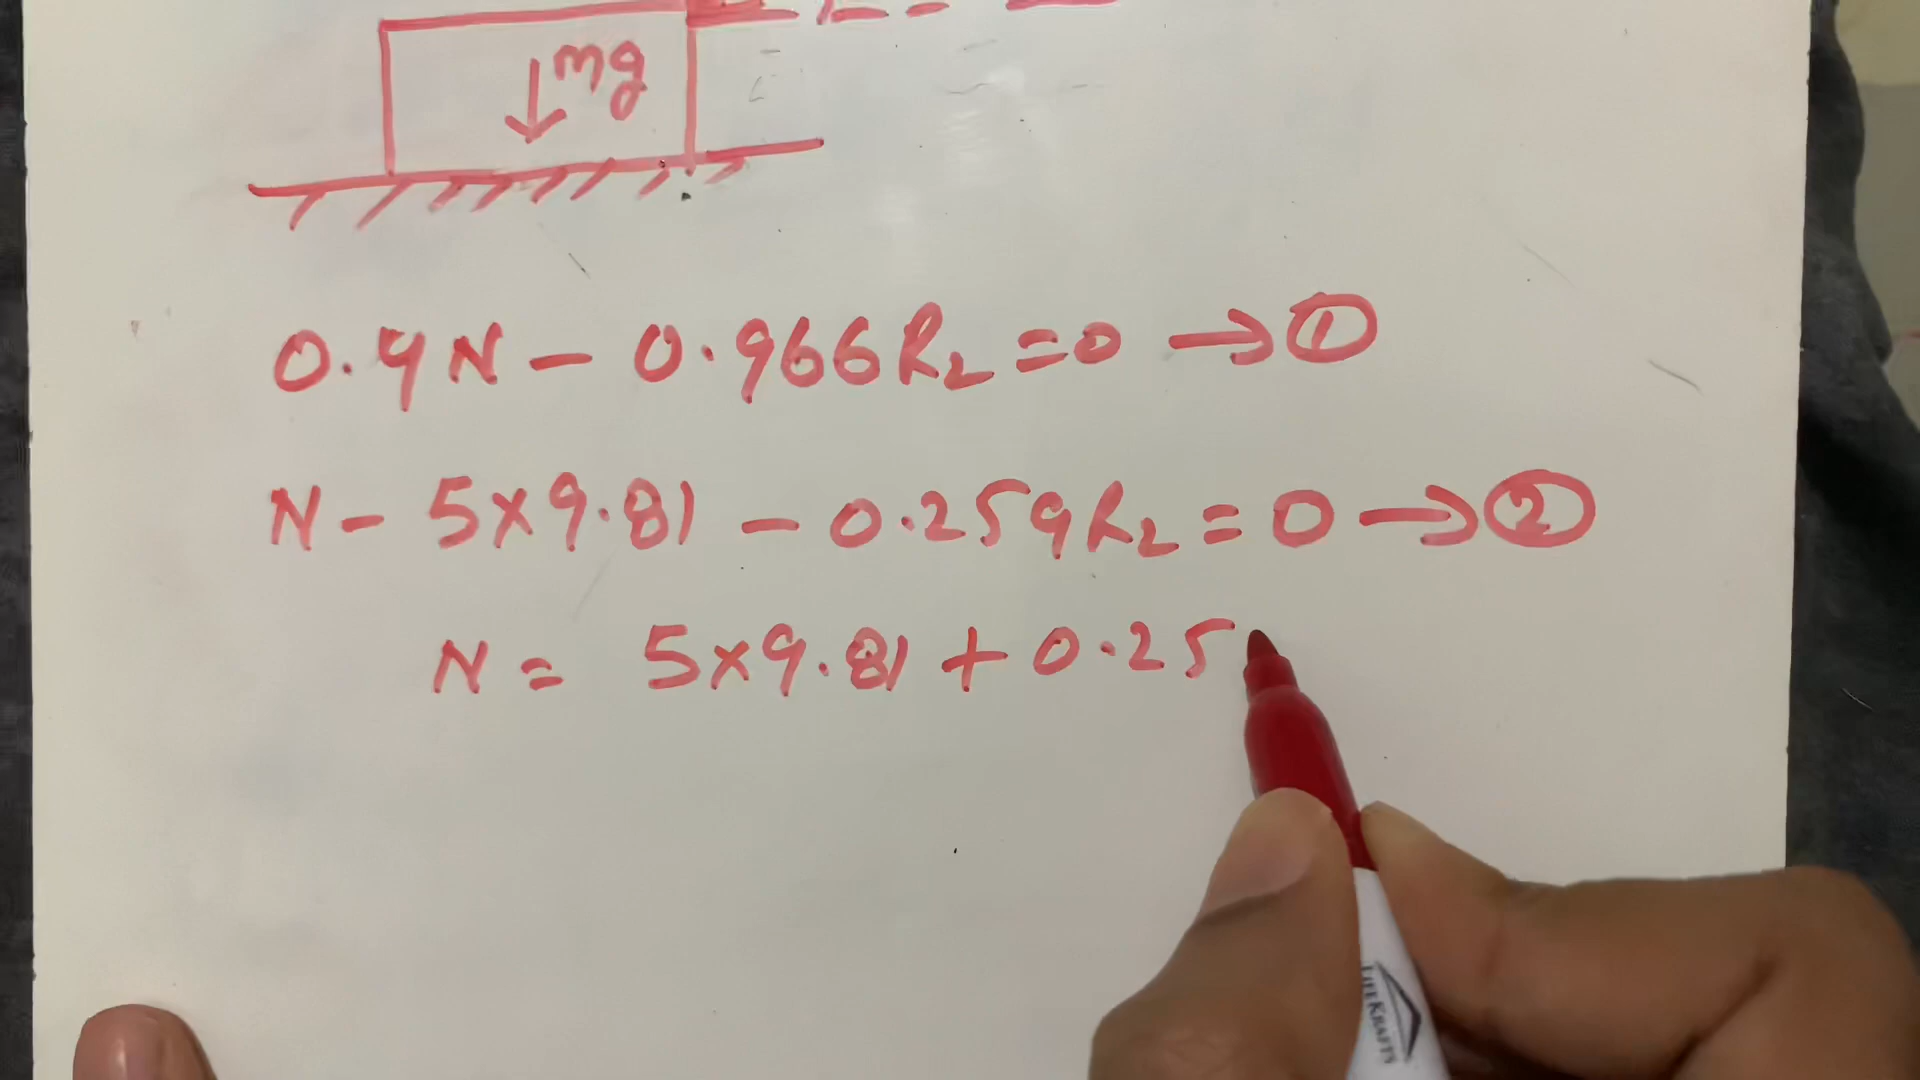 ↓mg
0.4N - 0.966R₂ = 0 → ①
N - 5×9.81 - 0.259R₂ = 0 → ②
N = 5×9.81 + 0.25
LIFEKRAFTS